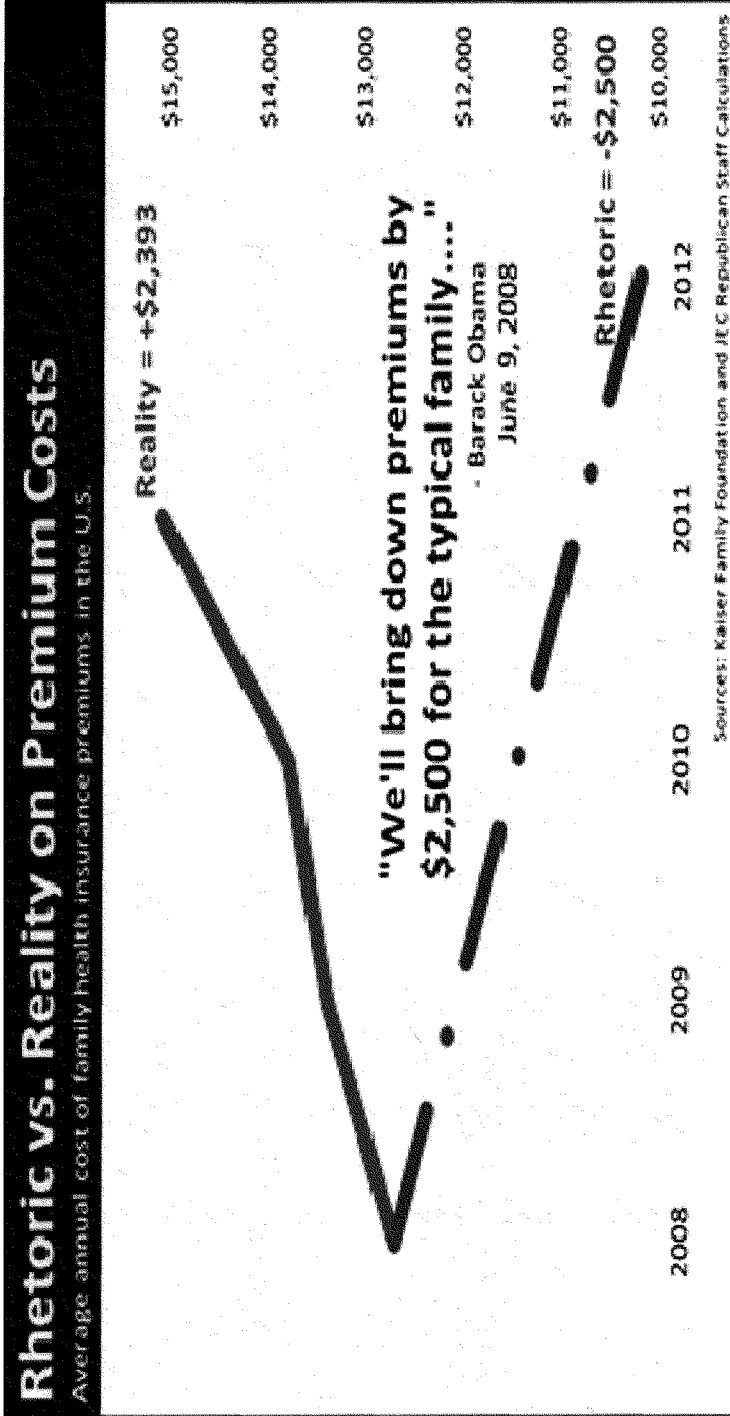 Rhetoric vs. Reality on Premium Costs
Average annual cost of family health insurance premiums in the U.S.
Reality = +$2,393
$15,000
$14,000
$13,000
"We'll bring down premiums by
$2,500 for the typical family...."
- Barack Obama
June 9, 2008
$12,000
$11,000
Rhetoric = -$2,500
$10,000
2008
2009
2010
2011
2012
Sources: Kaiser Family Foundation and JEC Republican Staff Calculations